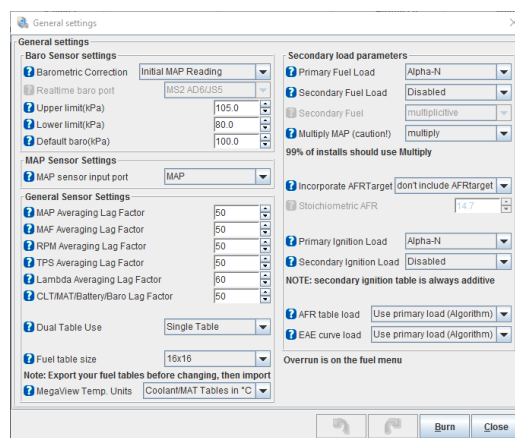 General settings
General settings
Baro Sensor settings
Barometric Correction Initial MAP Reading
Realtime baro port MS2 AD6/JS5
Upper limit(kPa) 105.0
Lower limit(kPa) 80.0
Default baro(kPa) 100.0
MAP Sensor Settings
MAP sensor input port MAP
General Sensor Settings
MAP Averaging Lag Factor 50
MAF Averaging Lag Factor 50
RPM Averaging Lag Factor 50
TPS Averaging Lag Factor 50
Lambda Averaging Lag Factor 60
CLT/MAT/Battery/Baro Lag Factor 50
Dual Table Use Single Table
Fuel table size 16x16
Note: Export your fuel tables before changing, then import
MegaView Temp. Units Coolant/MAT Tables in °C
Secondary load parameters
Primary Fuel Load Alpha-N
Secondary Fuel Load Disabled
Secondary Fuel multiplicitive
Multiply MAP (caution!) multiply
99% of installs should use Multiply
Incorporate AFRTarget don't include AFRtarget
Stoichiometric AFR 14.7
Primary Ignition Load Alpha-N
Secondary Ignition Load Disabled
NOTE: secondary ignition table is always additive
AFR table load Use primary load (Algorithm)
EAE curve load Use primary load (Algorithm)
Overrun is on the fuel menu
Burn Close